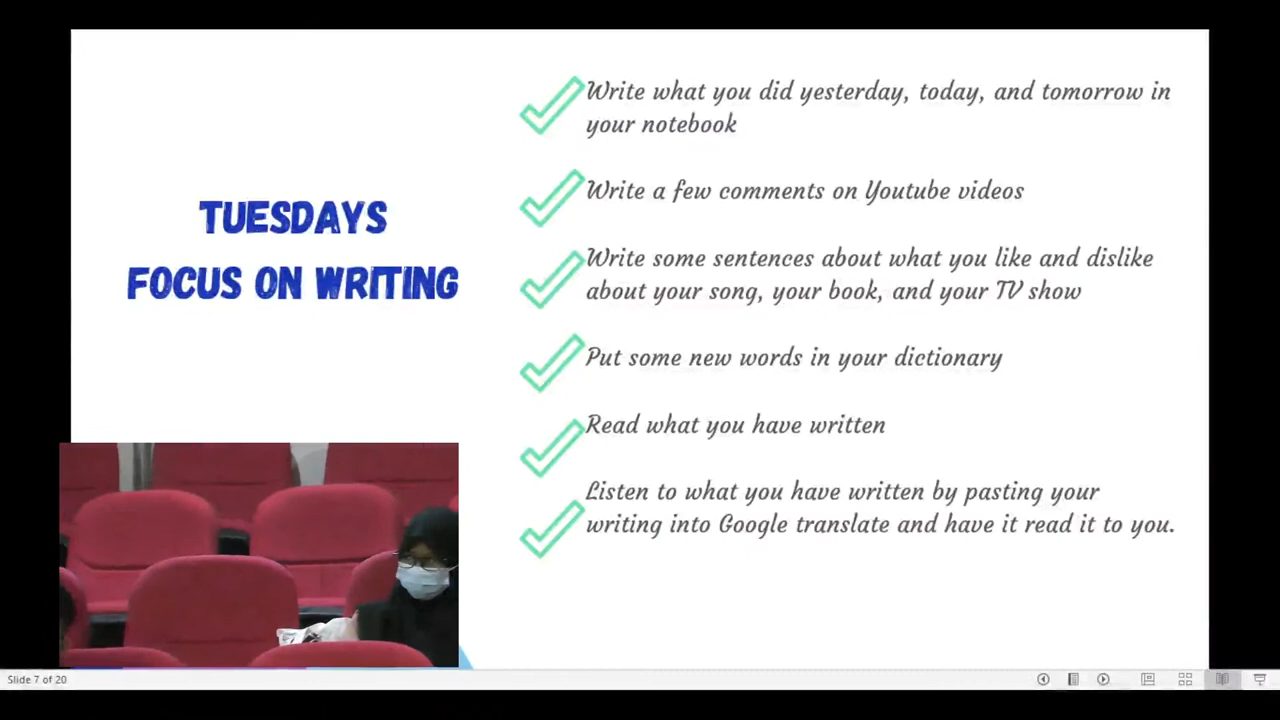 TUESDAYS
FOCUS ON WRITING
Write what you did yesterday, today, and tomorrow in
your notebook
Write a few comments on Youtube videos
Write some sentences about what you like and dislike
about your song, your book, and your TV show
Put some new words in your dictionary
Read what you have written
Listen to what you have written by pasting your
writing into Google translate and have it read it to you.
Slide 7 of 20